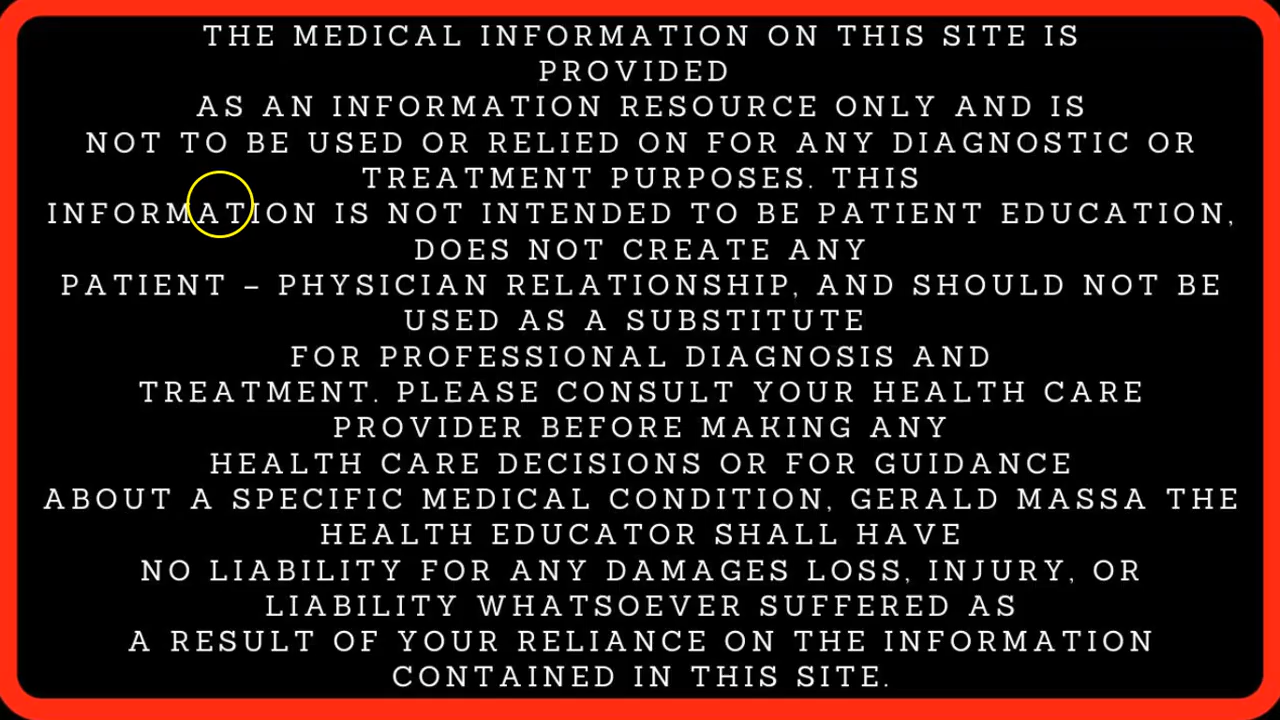 THE MEDICAL INFORMATION ON THIS SITE IS
PROVIDED
AS AN INFORMATION RESOURCE ONLY AND IS
NOT TO BE USED OR RELIED ON FOR ANY DIAGNOSTIC OR
TREATMENT PURPOSES. THIS
INFORMATION IS NOT INTENDED TO BE PATIENT EDUCATION,
DOES NOT CREATE ANY
PATIENT – PHYSICIAN RELATIONSHIP, AND SHOULD NOT BE
USED AS A SUBSTITUTE
FOR PROFESSIONAL DIAGNOSIS AND
TREATMENT. PLEASE CONSULT YOUR HEALTH CARE
PROVIDER BEFORE MAKING ANY
HEALTH CARE DECISIONS OR FOR GUIDANCE
ABOUT A SPECIFIC MEDICAL CONDITION, GERALD MASSA THE
HEALTH EDUCATOR SHALL HAVE
NO LIABILITY FOR ANY DAMAGES LOSS, INJURY, OR
LIABILITY WHATSOEVER SUFFERED AS
A RESULT OF YOUR RELIANCE ON THE INFORMATION
CONTAINED IN THIS SITE.